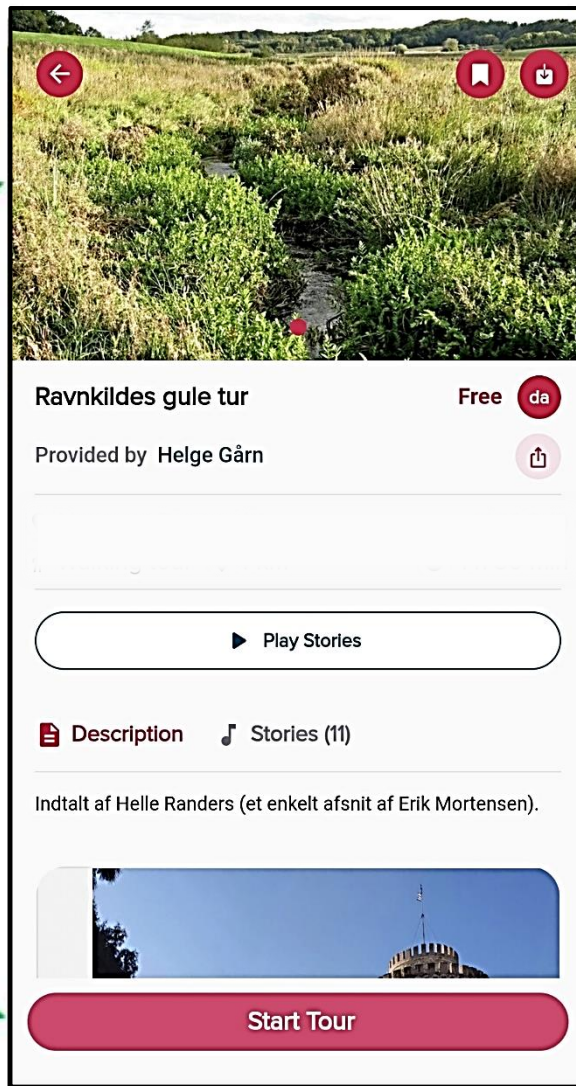 Ravnkildes gule tur
Free da
Provided by Helge Gårn
Play Stories
Description Stories (11)
Indtalt af Helle Randers (et enkelt afsnit af Erik Mortensen).
Start Tour